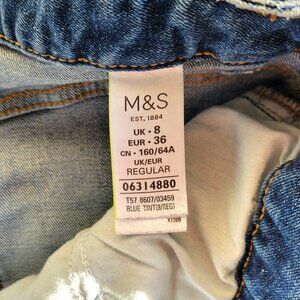 M&S
EST. 1884
UK • 8
EUR • 36
CN • 160/64A
UK/EUR
REGULAR
06314880
T57 8607/03459
BLUE TINT(8/REG)